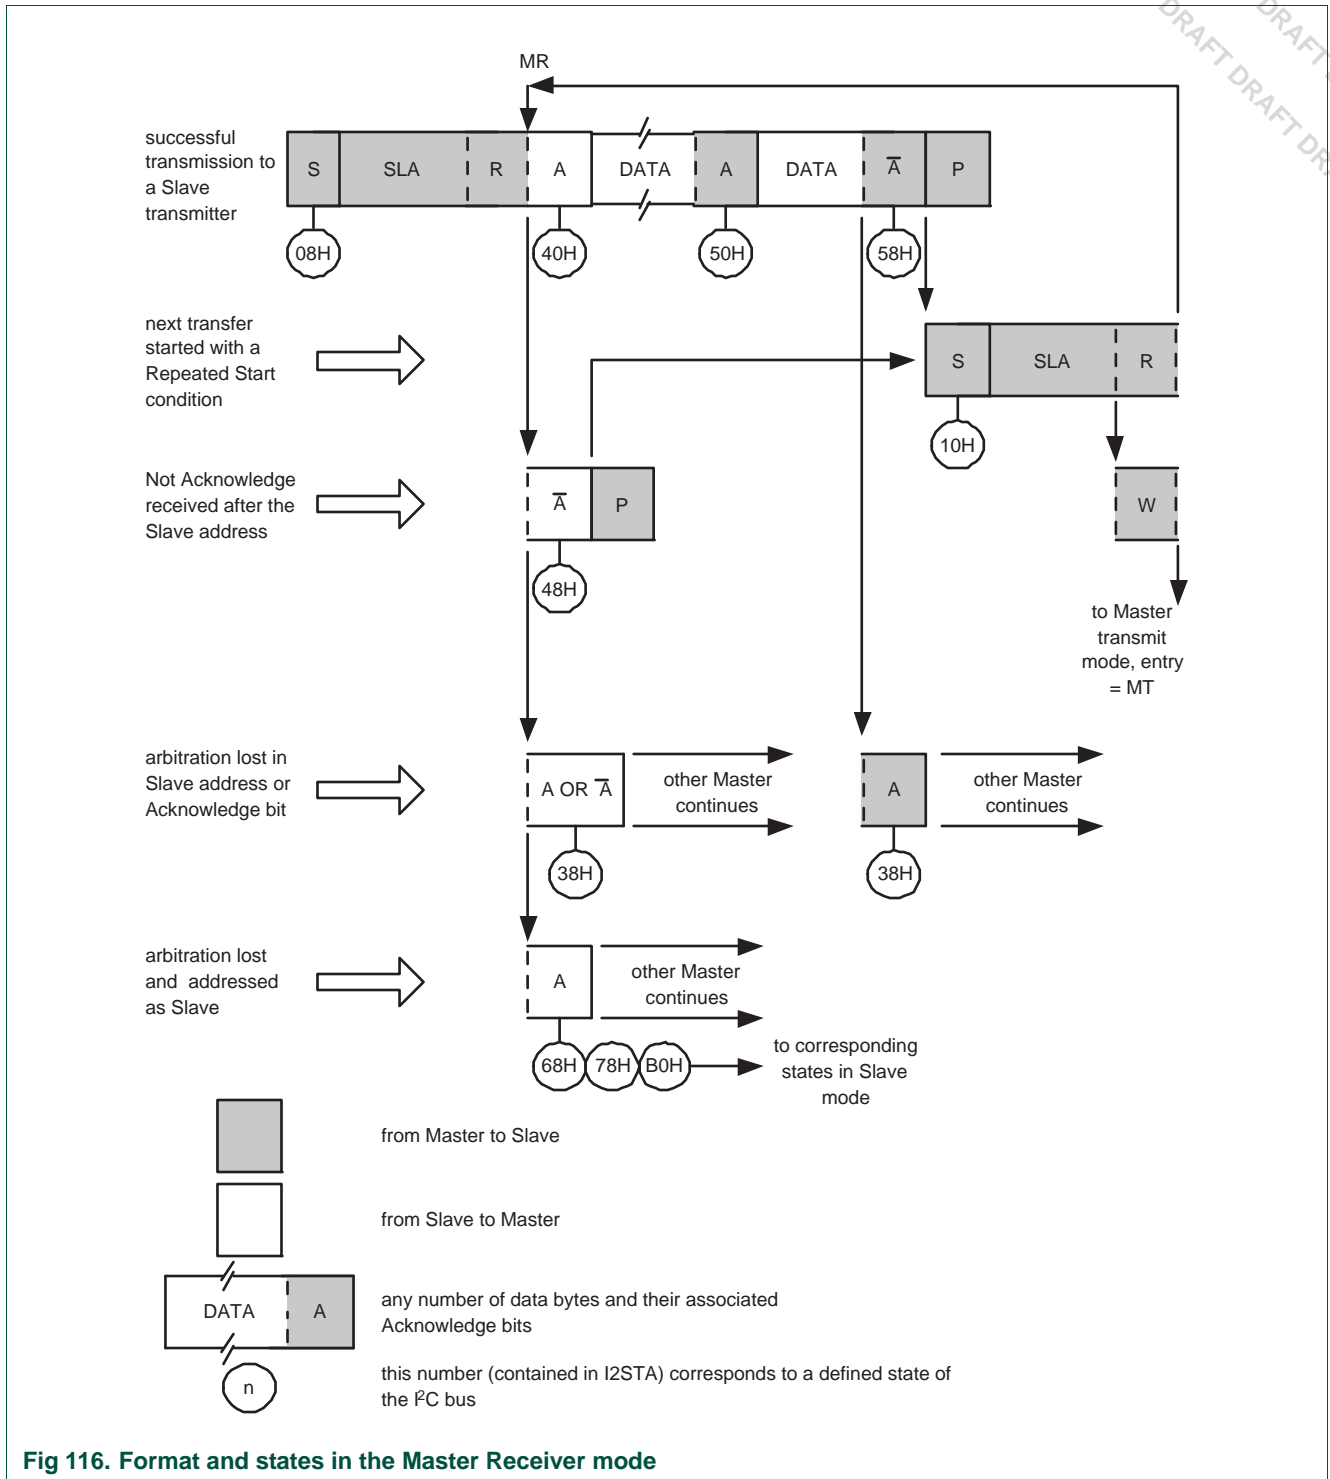 DRAFT DRAFT DRAFT DR
DRAFT
MR
successful
transmission to
a Slave
transmitter
S SLA R A DATA A DATA A̅ P
08H 40H 50H 58H
next transfer
started with a
Repeated Start
condition
S SLA R
10H
Not Acknowledge
received after the
Slave address
A̅ P
W
48H
to Master
transmit
mode, entry
= MT
arbitration lost in
Slave address or
Acknowledge bit
A OR A̅
other Master
continues
A
other Master
continues
38H 38H
arbitration lost
and addressed
as Slave
A
other Master
continues
68H 78H B0H
to corresponding
states in Slave
mode
from Master to Slave
from Slave to Master
DATA A
any number of data bytes and their associated
Acknowledge bits
n
this number (contained in I2STA) corresponds to a defined state of
the I²C bus
Fig 116. Format and states in the Master Receiver mode